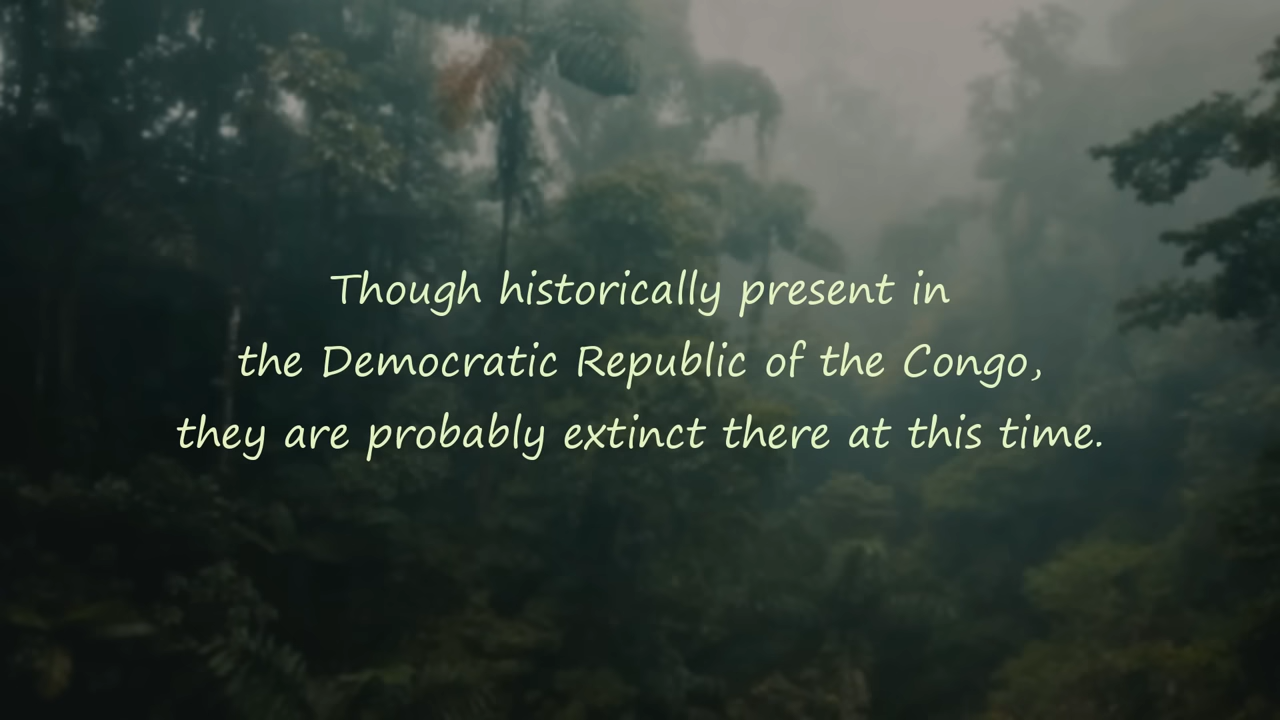 Though historically present in
the Democratic Republic of the Congo,
they are probably extinct there at this time.